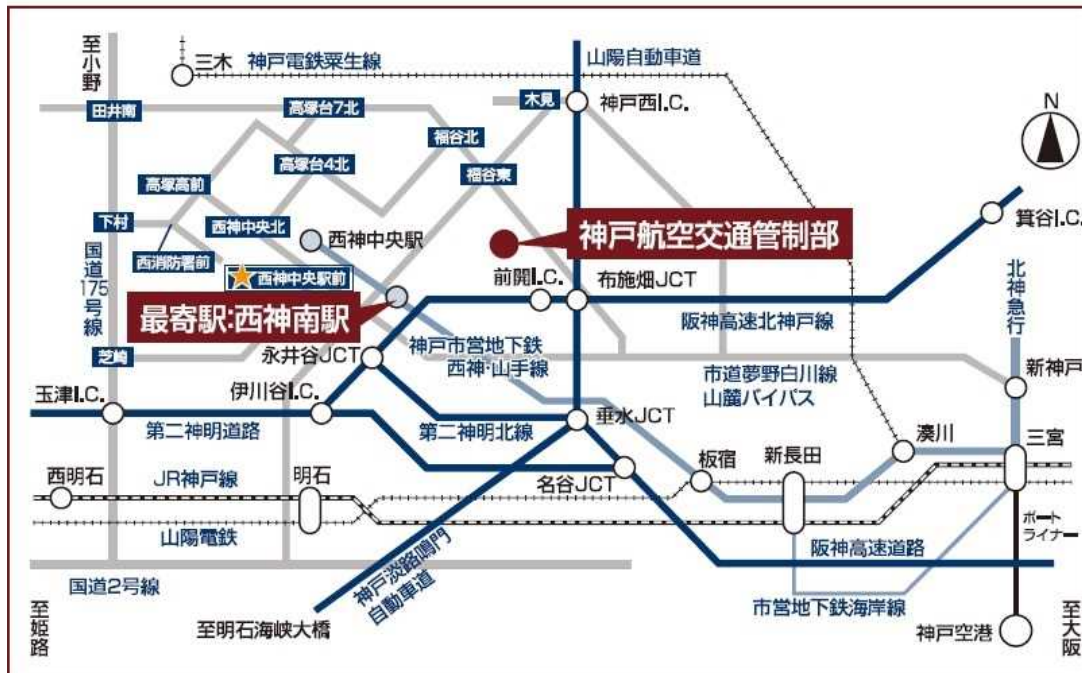 至小野
三木
神戸電鉄粟生線
山陽自動車道
N
田井南
高塚台7北
木見
神戸西I.C.
福谷北
高塚台4北
福谷東
高塚高前
下村
西神中央北
西神中央駅
神戸航空交通管制部
箕谷I.C.
西消防署前
国道175号線
西神中央駅前
前開I.C.
布施畑JCT
最寄駅:西神南駅
阪神高速北神戸線
北神急行
芝崎
永井谷JCT
神戸市営地下鉄
西神・山手線
市道夢野白川線
山麓バイパス
新神戸
玉津I.C.
伊川谷I.C.
垂水JCT
第二神明道路
第二神明北線
湊川
三宮
西明石
JR神戸線
明石
名谷JCT
板宿
新長田
山陽電鉄
ポート
ライナー
神戸淡路鳴門
自動車道
阪神高速道路
国道2号線
市営地下鉄海岸線
至姫路
至明石海峡大橋
神戸空港
至大阪